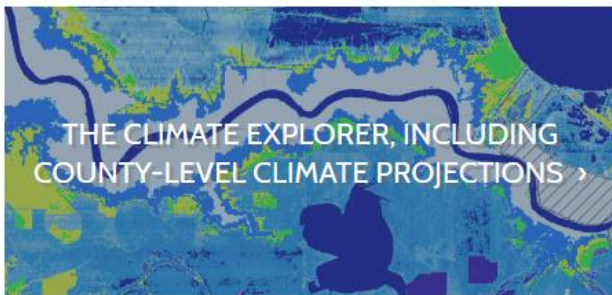 THE CLIMATE EXPLORER, INCLUDING
COUNTY-LEVEL CLIMATE PROJECTIONS ›